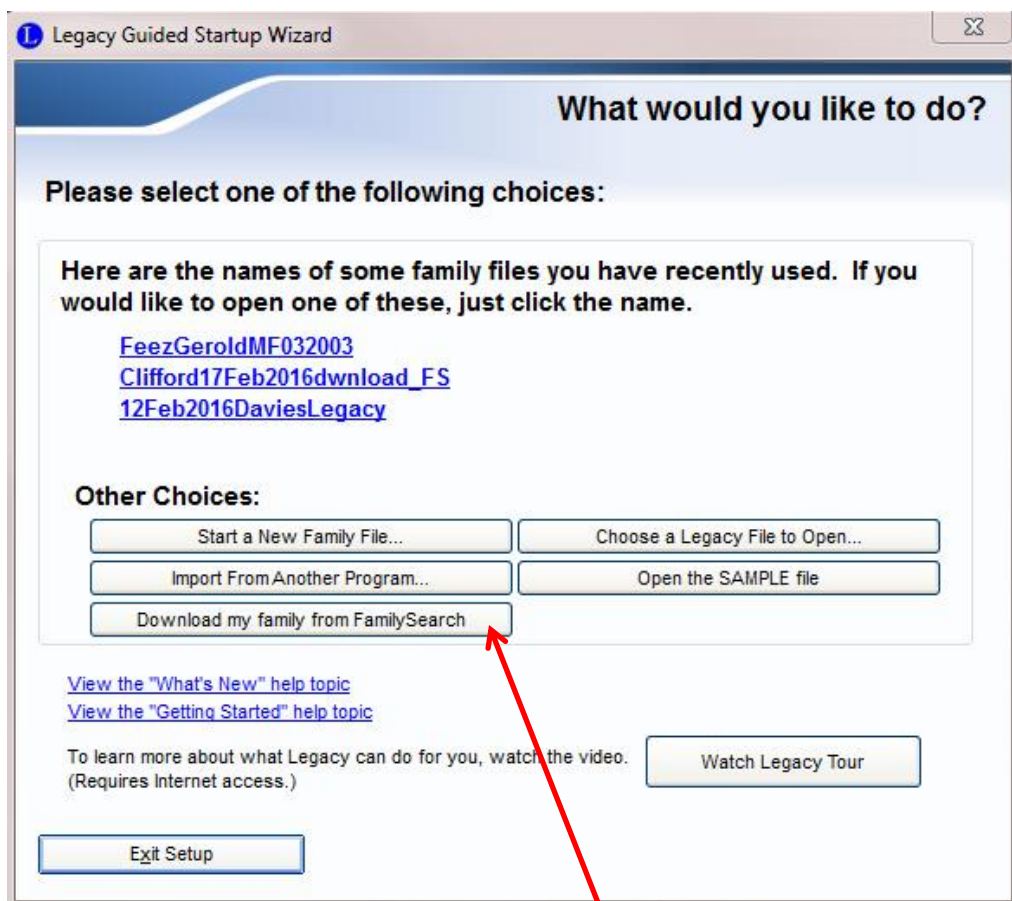 L Legacy Guided Startup Wizard
What would you like to do?
Please select one of the following choices:
Here are the names of some family files you have recently used. If you
would like to open one of these, just click the name.
FeezGeroldMF032003
Clifford17Feb2016dwnload_FS
12Feb2016DaviesLegacy
Other Choices:
Start a New Family File... Choose a Legacy File to Open...
Import From Another Program... Open the SAMPLE file
Download my family from FamilySearch
View the "What's New" help topic
View the "Getting Started" help topic
To learn more about what Legacy can do for you, watch the video.
(Requires Internet access.)
Watch Legacy Tour
Exit Setup